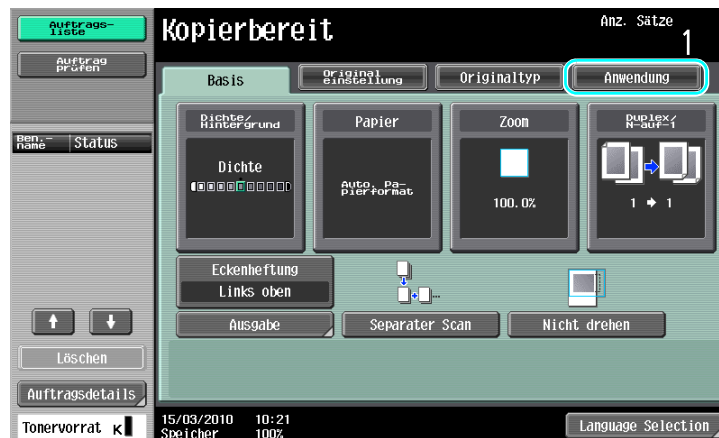 Auftrags-
liste
Kopierbereit
Anz. Sätze
1
Auftrag
prüfen
Basis
Original
einstellung
Originaltyp
Anwendung
Ben.-
name
Status
Dichte/
Hintergrund
Papier
Zoom
Duplex/
N-auf-1
Dichte
Auto. Pa-
pierformat
100.0%
1 → 1
Eckenheftung
Links oben
Ausgabe
Separater Scan
Nicht drehen
Löschen
Auftragsdetails
Tonervorrat K
15/03/2010 10:21
Speicher 100%
Language Selection